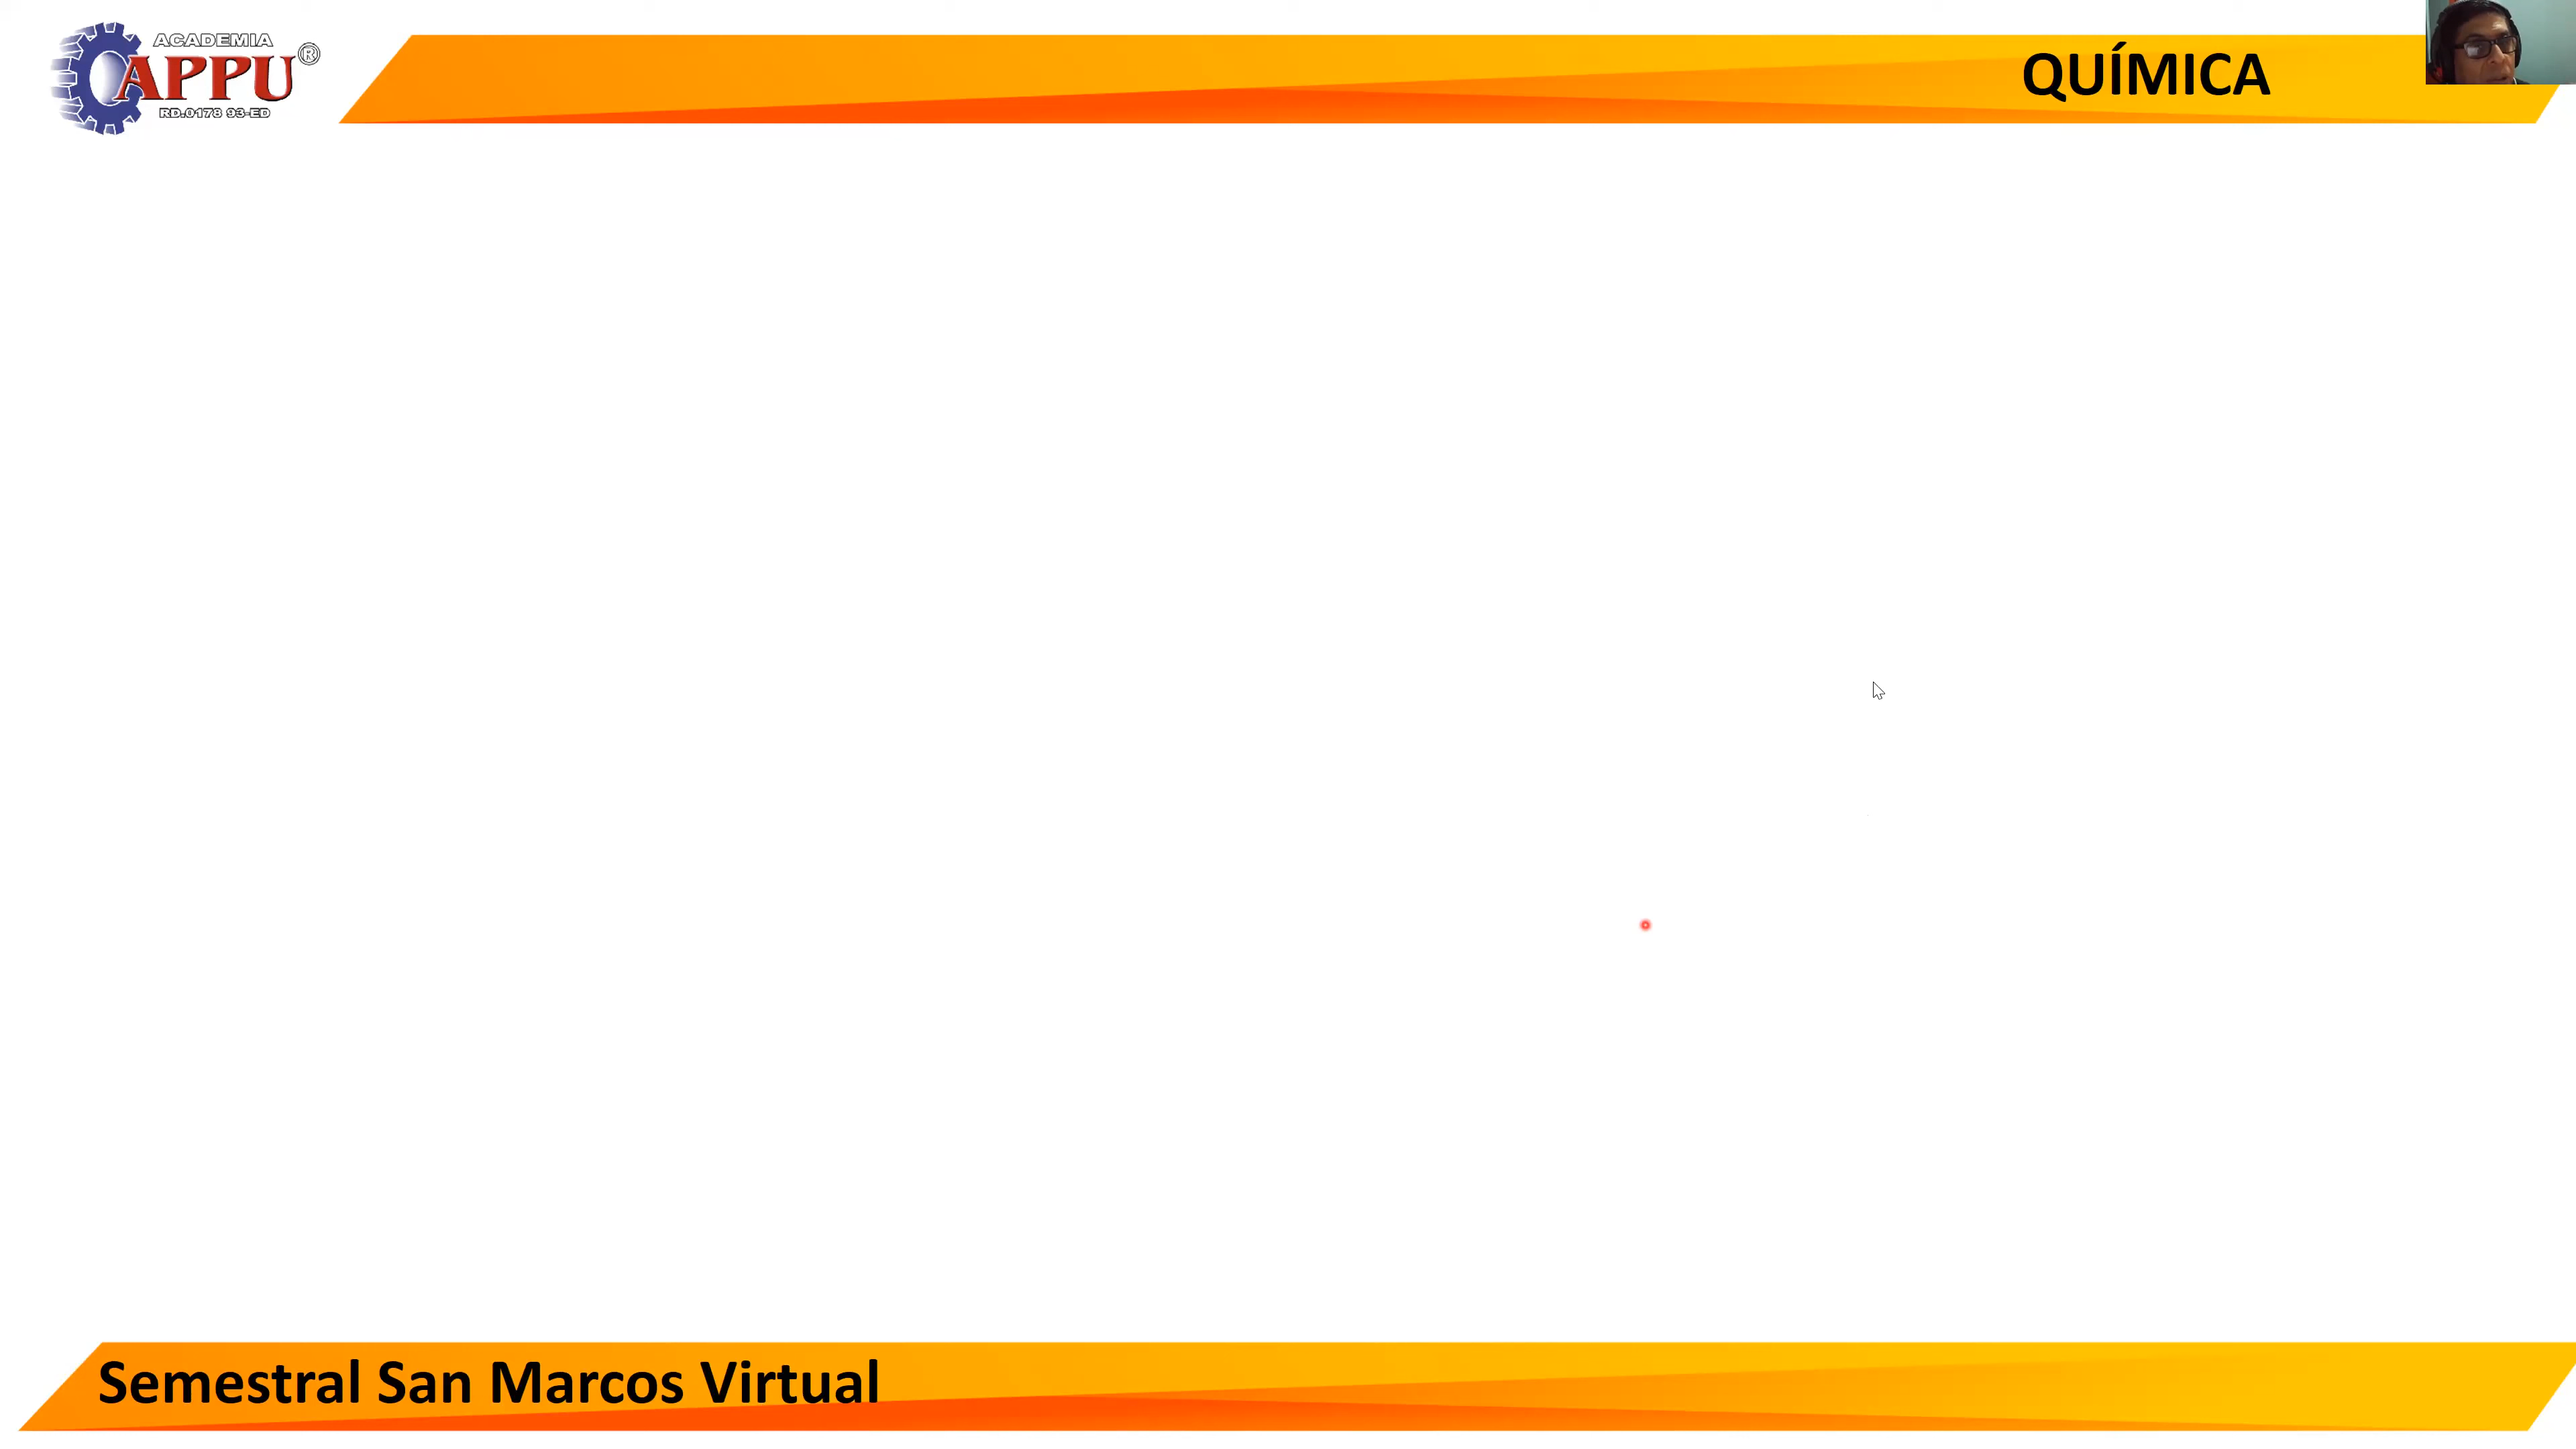 ACADEMIA
APPU ®
RD.0178 93-ED
QUÍMICA
Semestral San Marcos Virtual